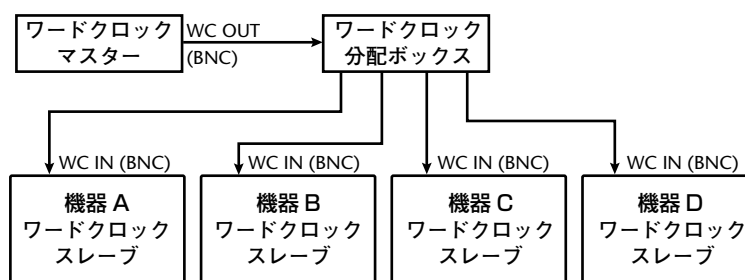 ワードクロック
マスター
WC OUT
(BNC)
ワードクロック
分配ボックス
WC IN (BNC)
WC IN (BNC)
WC IN (BNC)
WC IN (BNC)
機器 A
ワードクロック
スレーブ
機器 B
ワードクロック
スレーブ
機器 C
ワードクロック
スレーブ
機器 D
ワードクロック
スレーブ